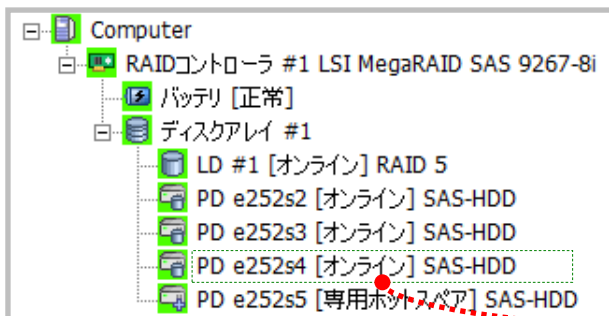 Computer
RAIDコントローラ #1 LSI MegaRAID SAS 9267-8i
バッテリ [正常]
ディスクアレイ #1
LD #1 [オンライン] RAID 5
PD e252s2 [オンライン] SAS-HDD
PD e252s3 [オンライン] SAS-HDD
PD e252s4 [オンライン] SAS-HDD
PD e252s5 [専用ホットスペア] SAS-HDD